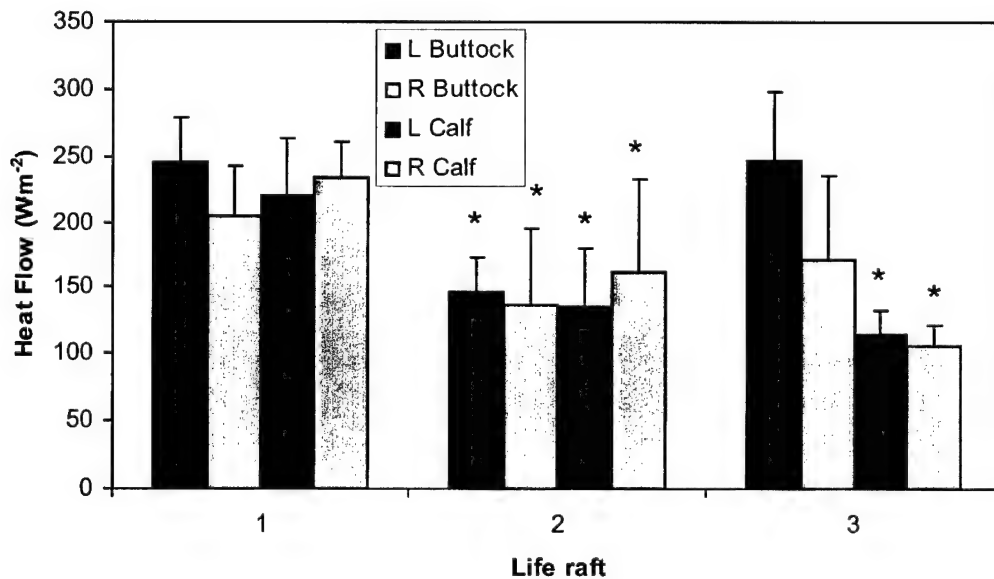 350
300
250
200
150
100
50
0
Heat Flow (Wm⁻²)
L Buttock
R Buttock
L Calf
R Calf
* * * *
* *
1 2 3
Life raft